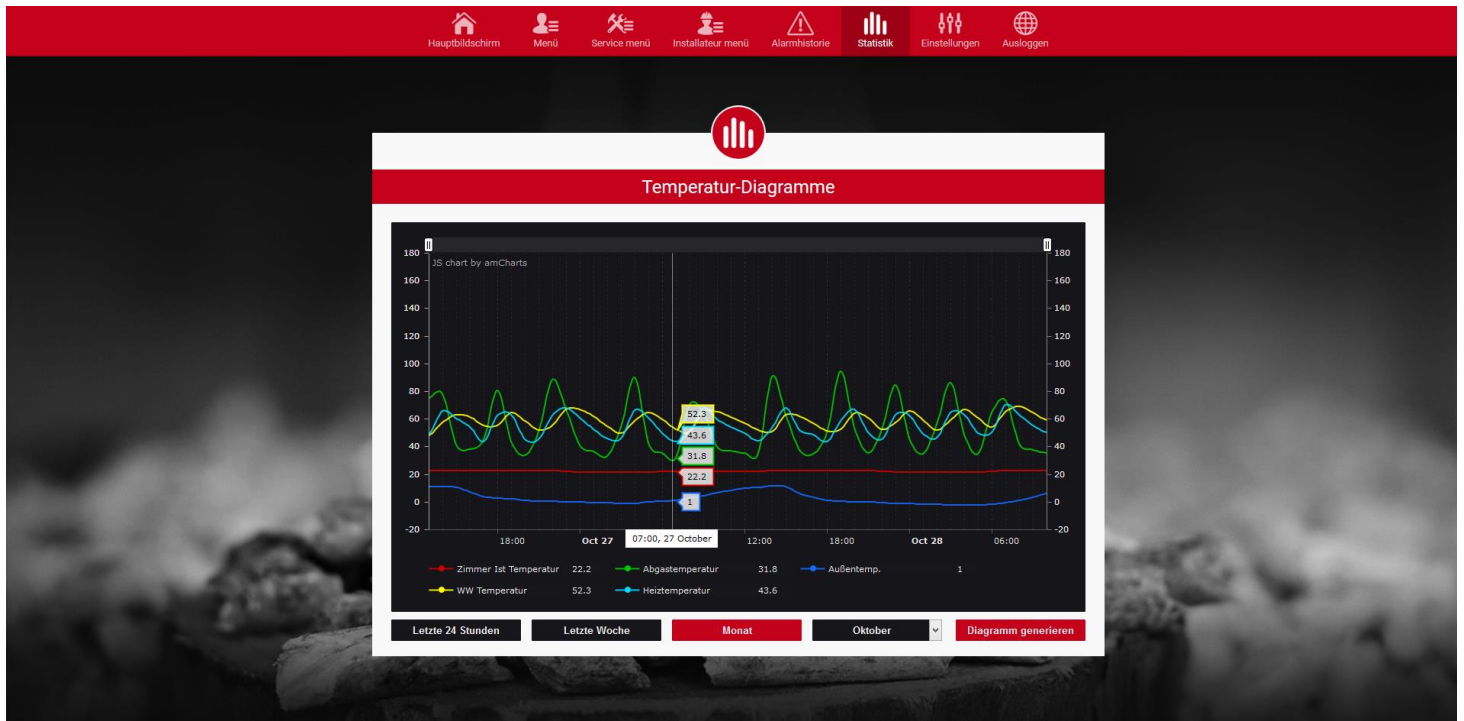 Hauptbildschirm Menü Service menü Installateur menü Alarmhistorie Statistik Einstellungen Ausloggen
Temperatur-Diagramme
JS chart by amCharts
180 180
160 160
140 140
120 120
100 100
80 80
60 60
40 40
20 20
0 0
-20 -20
52.3
43.6
31.8
22.2
1
18:00 Oct 27 07:00, 27 October 12:00 18:00 Oct 28 06:00
Zimmer Ist Temperatur 22.2 Abgastemperatur 31.8 Außentemp. 1
WW Temperatur 52.3 Heiztemperatur 43.6
Letzte 24 Stunden Letzte Woche Monat Oktober Diagramm generieren